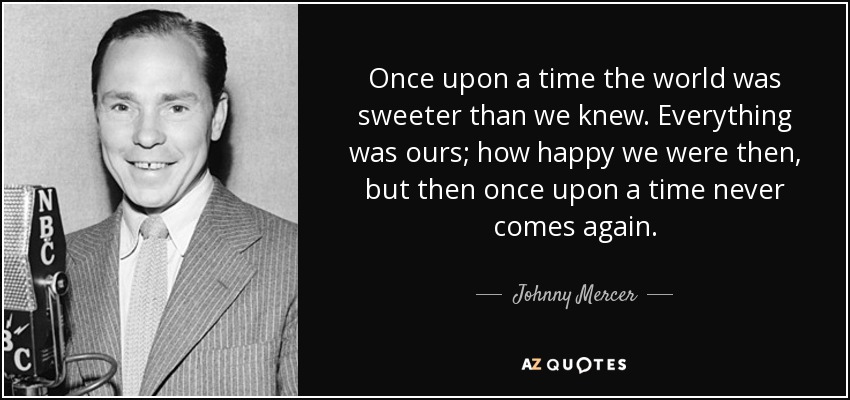 NBC
BC
Once upon a time the world was
sweeter than we knew. Everything
was ours; how happy we were then,
but then once upon a time never
comes again.
Johnny Mercer
AZ QUOTES